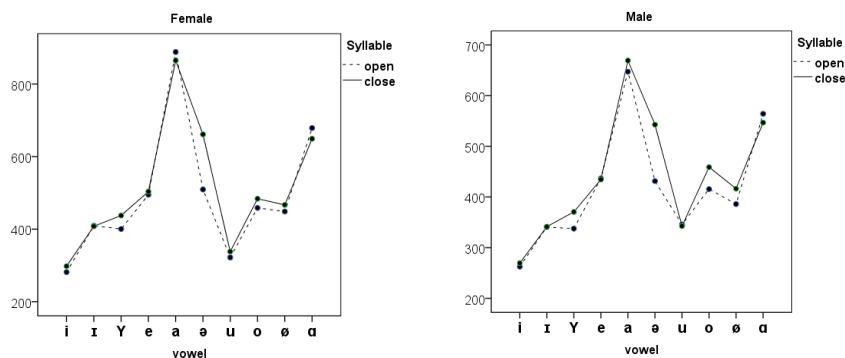 Female
Syllable
open
close
800
600
400
200
i ɪ Y e a ə u o ø ɑ
vowel
Male
Syllable
open
close
700
600
500
400
300
200
i ɪ Y e a ə u o ø ɑ
vowel